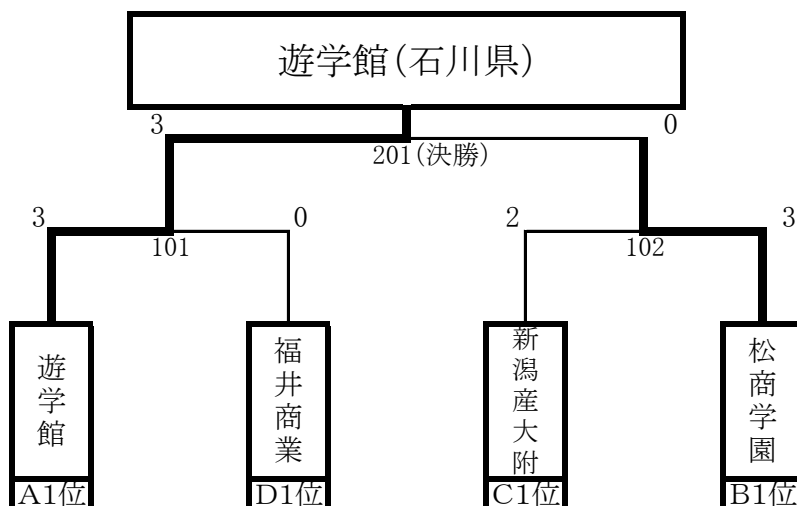 遊学館(石川県)
3
0
201(決勝)
3
0
2
3
101
102
遊学館
福井商業
新潟産大附
松商学園
A1位
D1位
C1位
B1位